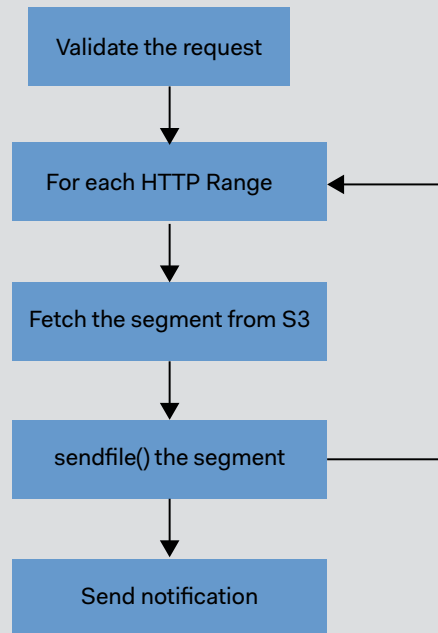 Validate the request
For each HTTP Range
Fetch the segment from S3
sendfile() the segment
Send notification